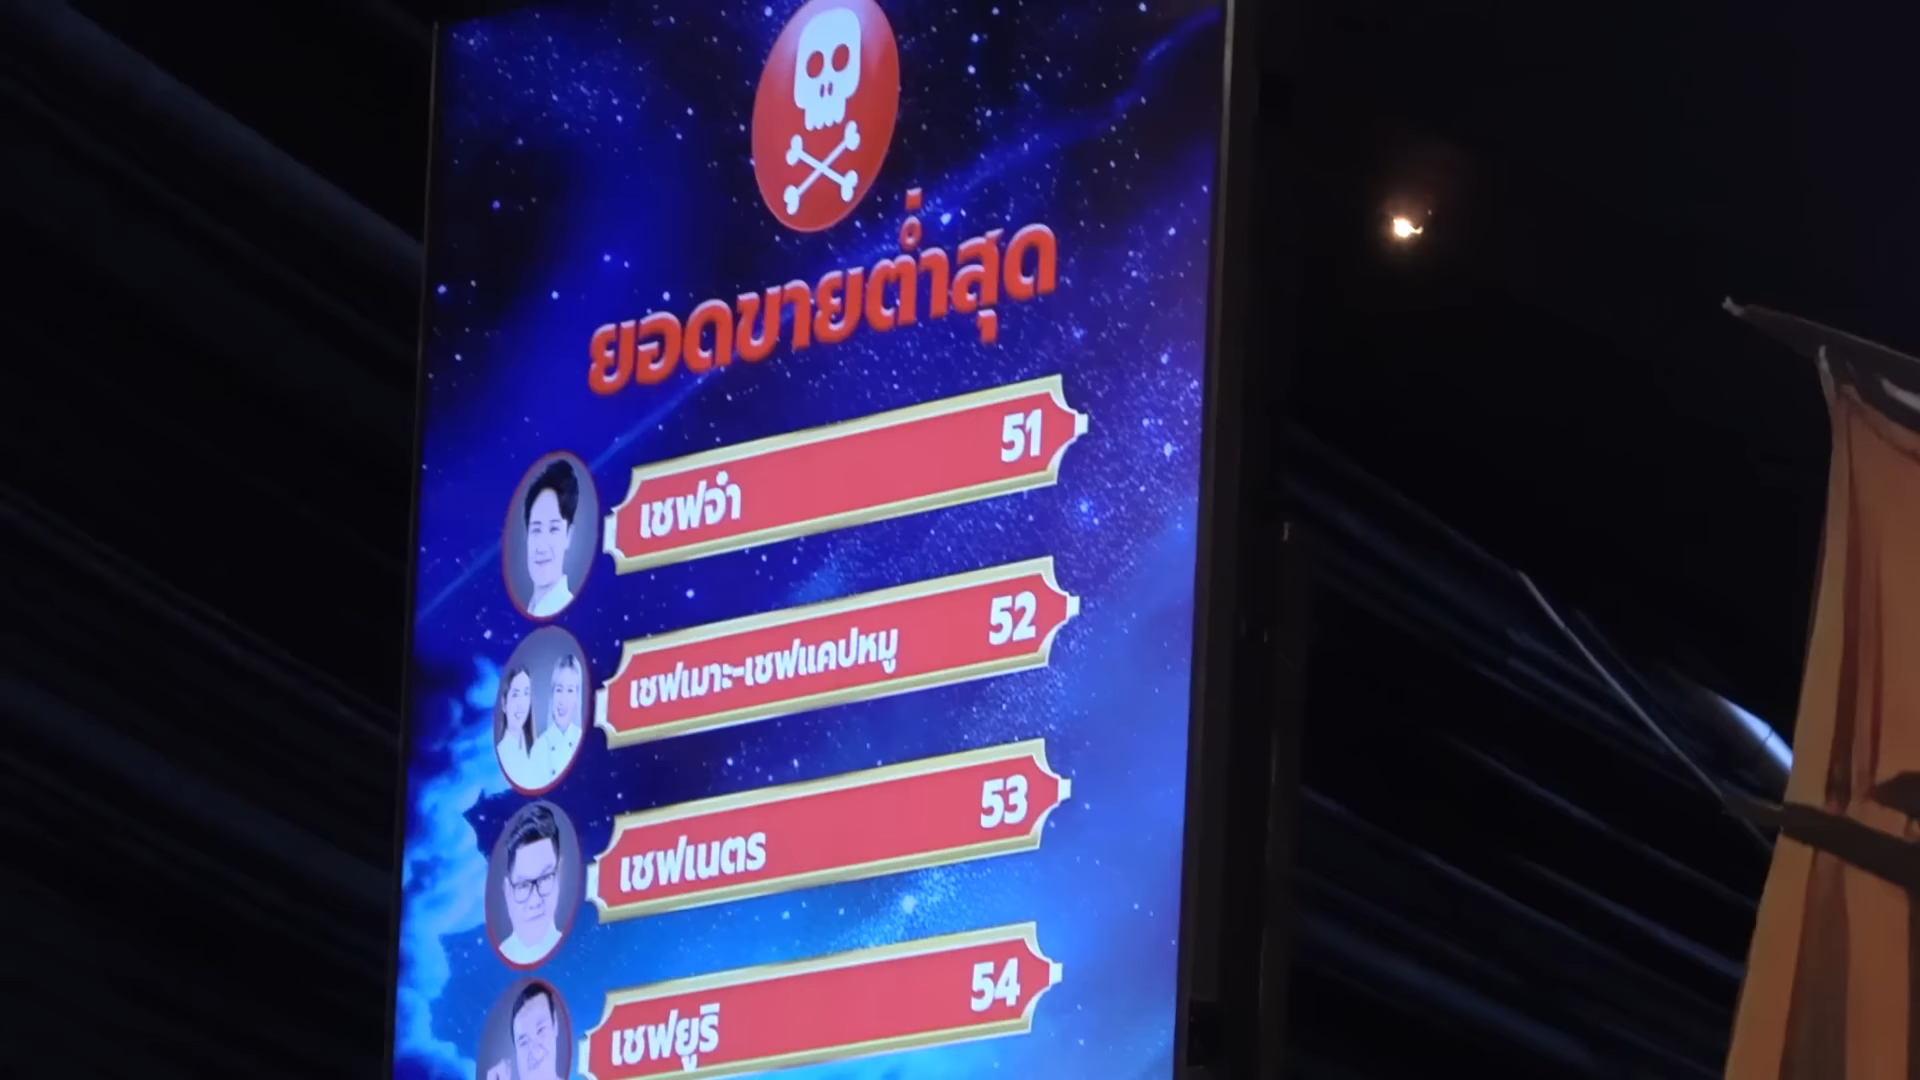 ยอดขายต่ำสุด
เชฟจ๋า 51
เชฟเมาะ-เชฟแคปหมู 52
เชฟเนตร 53
เชฟยูริ 54